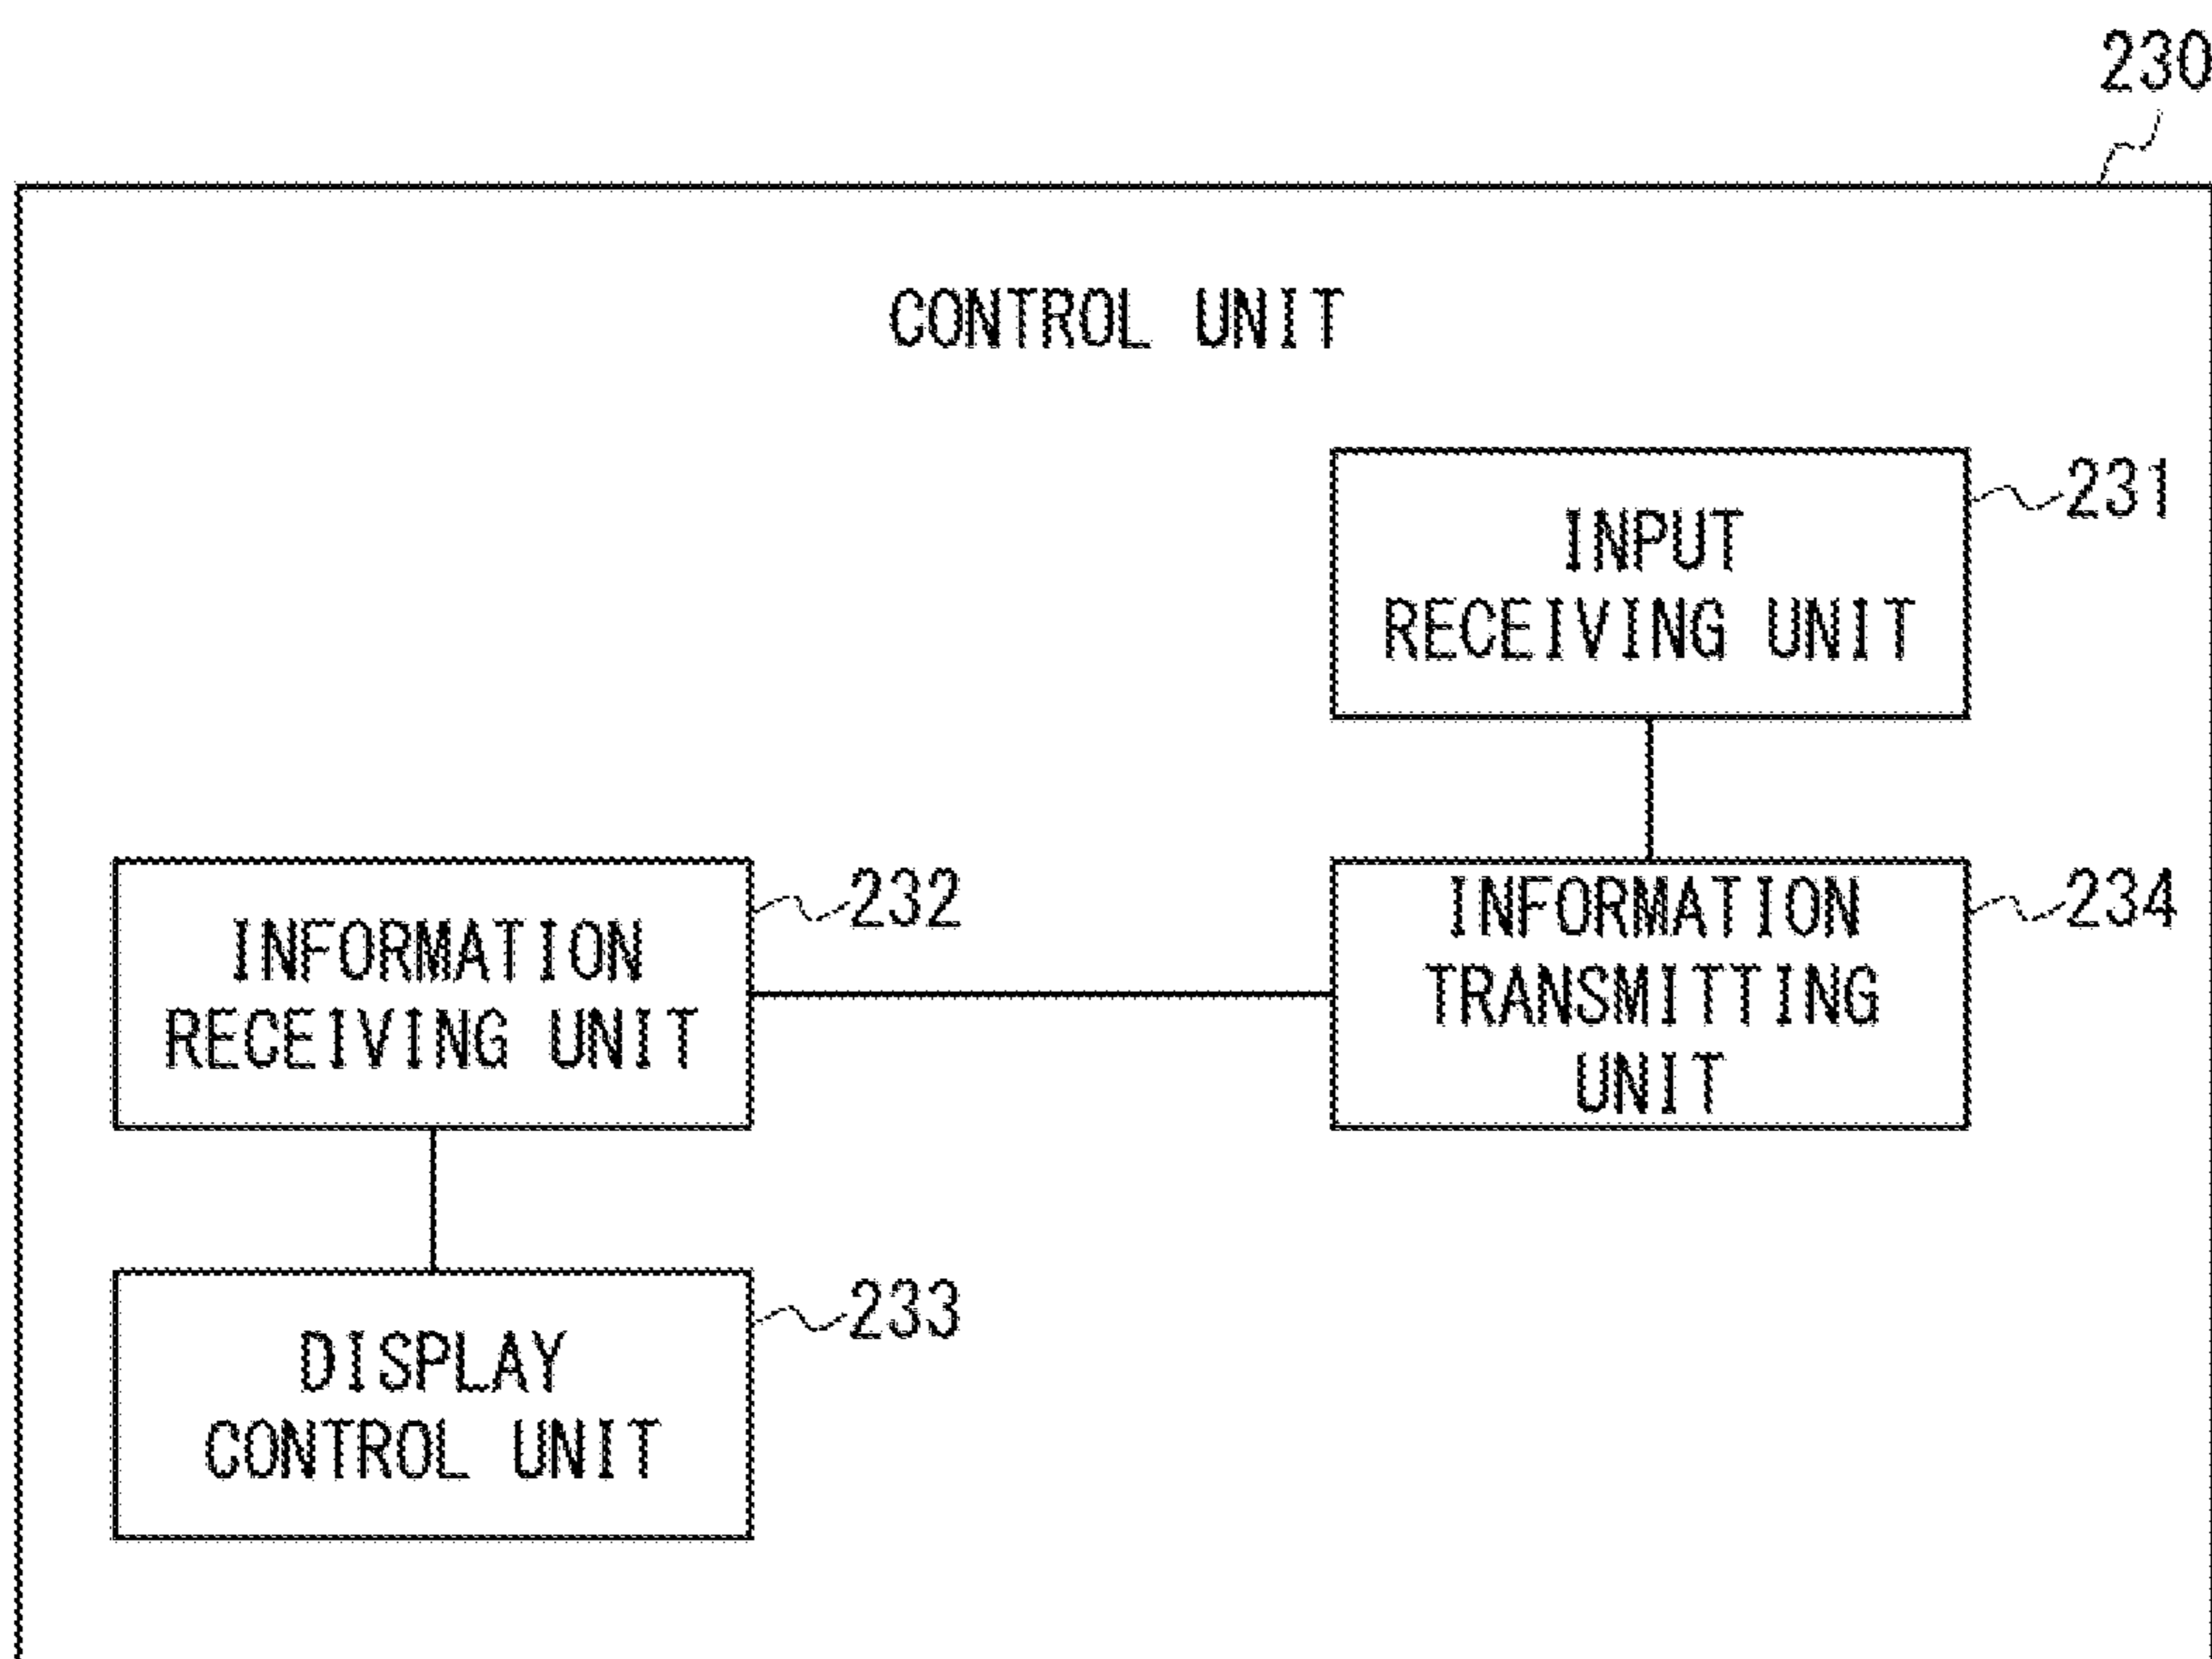 230
CONTROL UNIT
231
INPUT
RECEIVING UNIT
232
INFORMATION
RECEIVING UNIT
234
INFORMATION
TRANSMITTING
UNIT
233
DISPLAY
CONTROL UNIT